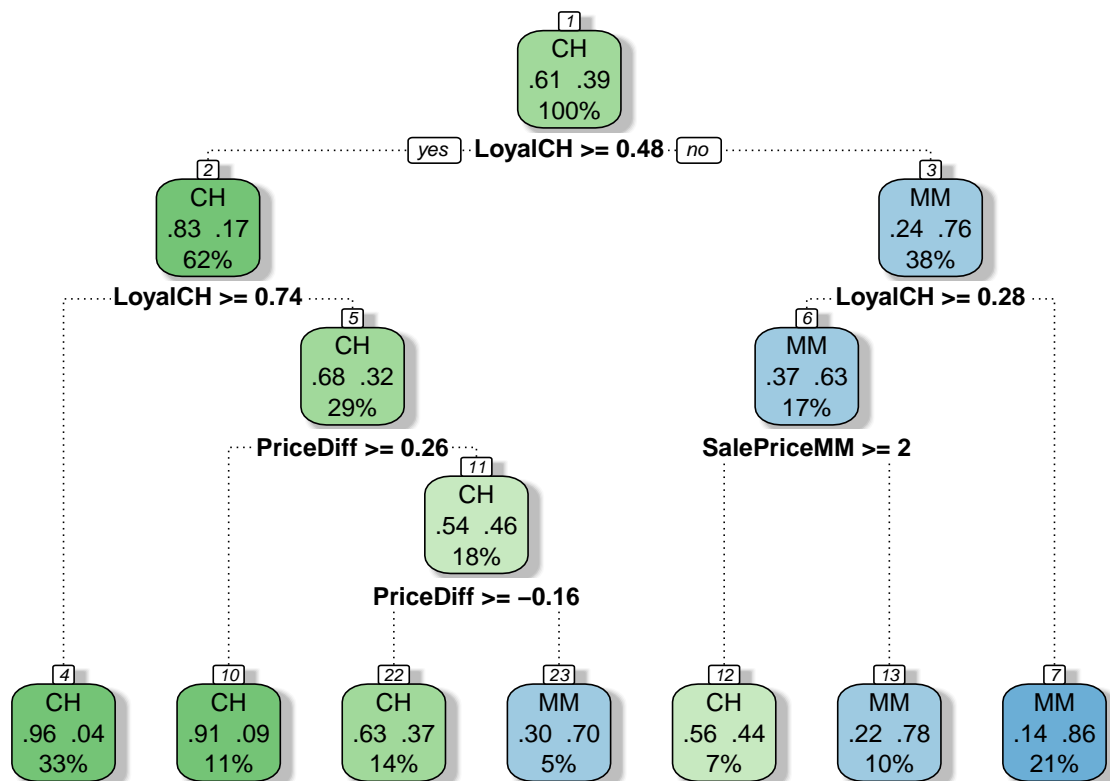 1
CH
.61 .39
100%
yes LoyalCH >= 0.48 no
2
CH
.83 .17
62%
3
MM
.24 .76
38%
LoyalCH >= 0.74
LoyalCH >= 0.28
5
CH
.68 .32
29%
6
MM
.37 .63
17%
PriceDiff >= 0.26
SalePriceMM >= 2
11
CH
.54 .46
18%
PriceDiff >= −0.16
4
CH
.96 .04
33%
10
CH
.91 .09
11%
22
CH
.63 .37
14%
23
MM
.30 .70
5%
12
CH
.56 .44
7%
13
MM
.22 .78
10%
7
MM
.14 .86
21%